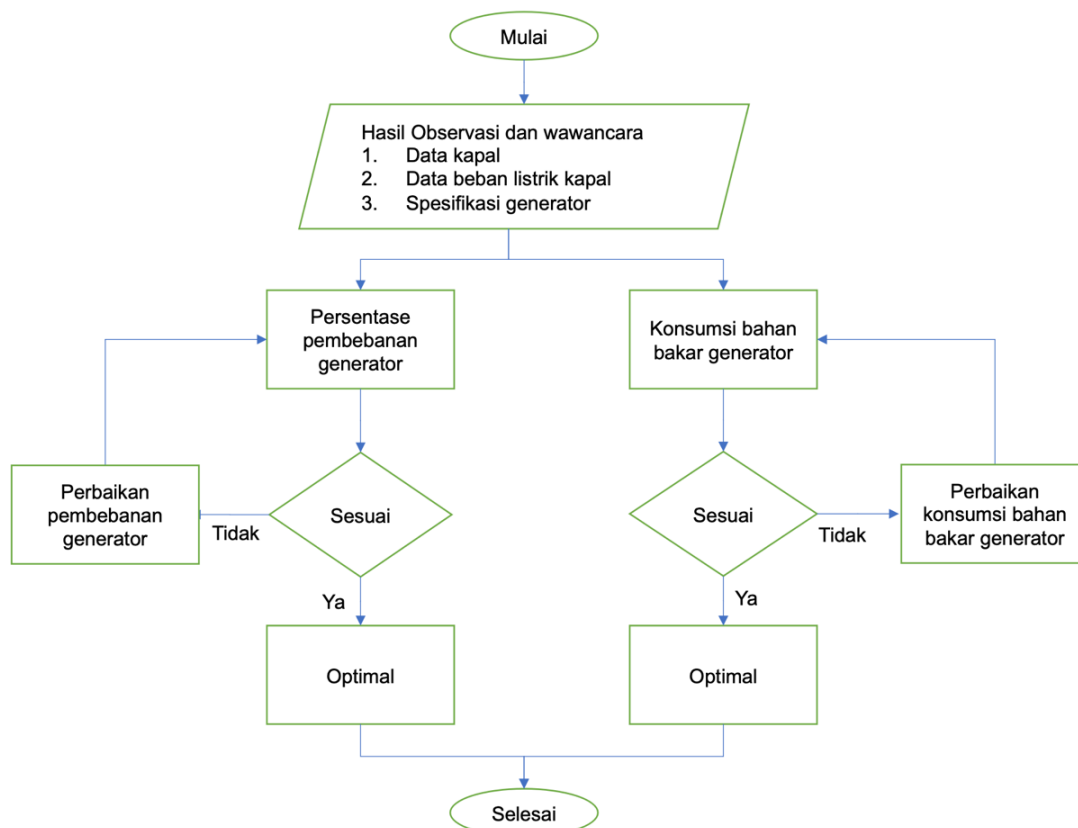 Mulai
Hasil Observasi dan wawancara
1. Data kapal
2. Data beban listrik kapal
3. Spesifikasi generator
Persentase
pembebanan
generator
Konsumsi bahan
bakar generator
Perbaikan
pembebanan
generator
Tidak
Sesuai
Sesuai
Tidak
Perbaikan
konsumsi bahan
bakar generator
Ya
Ya
Optimal
Optimal
Selesai